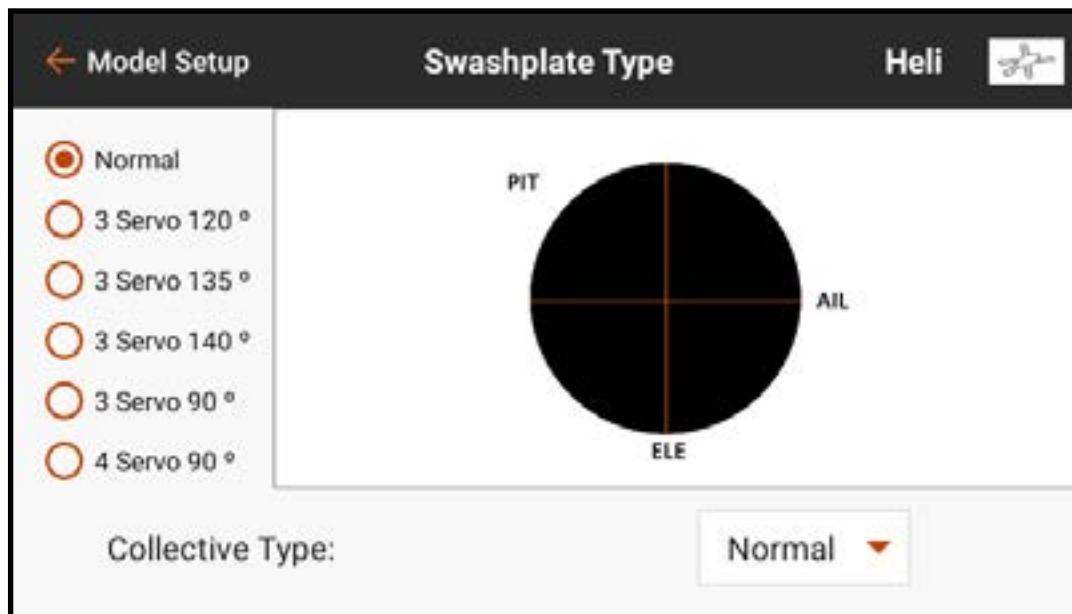 Model Setup
Swashplate Type
Heli
Normal
3 Servo 120 º
3 Servo 135 º
3 Servo 140 º
3 Servo 90 º
4 Servo 90 º
PIT
AIL
ELE
Collective Type:
Normal